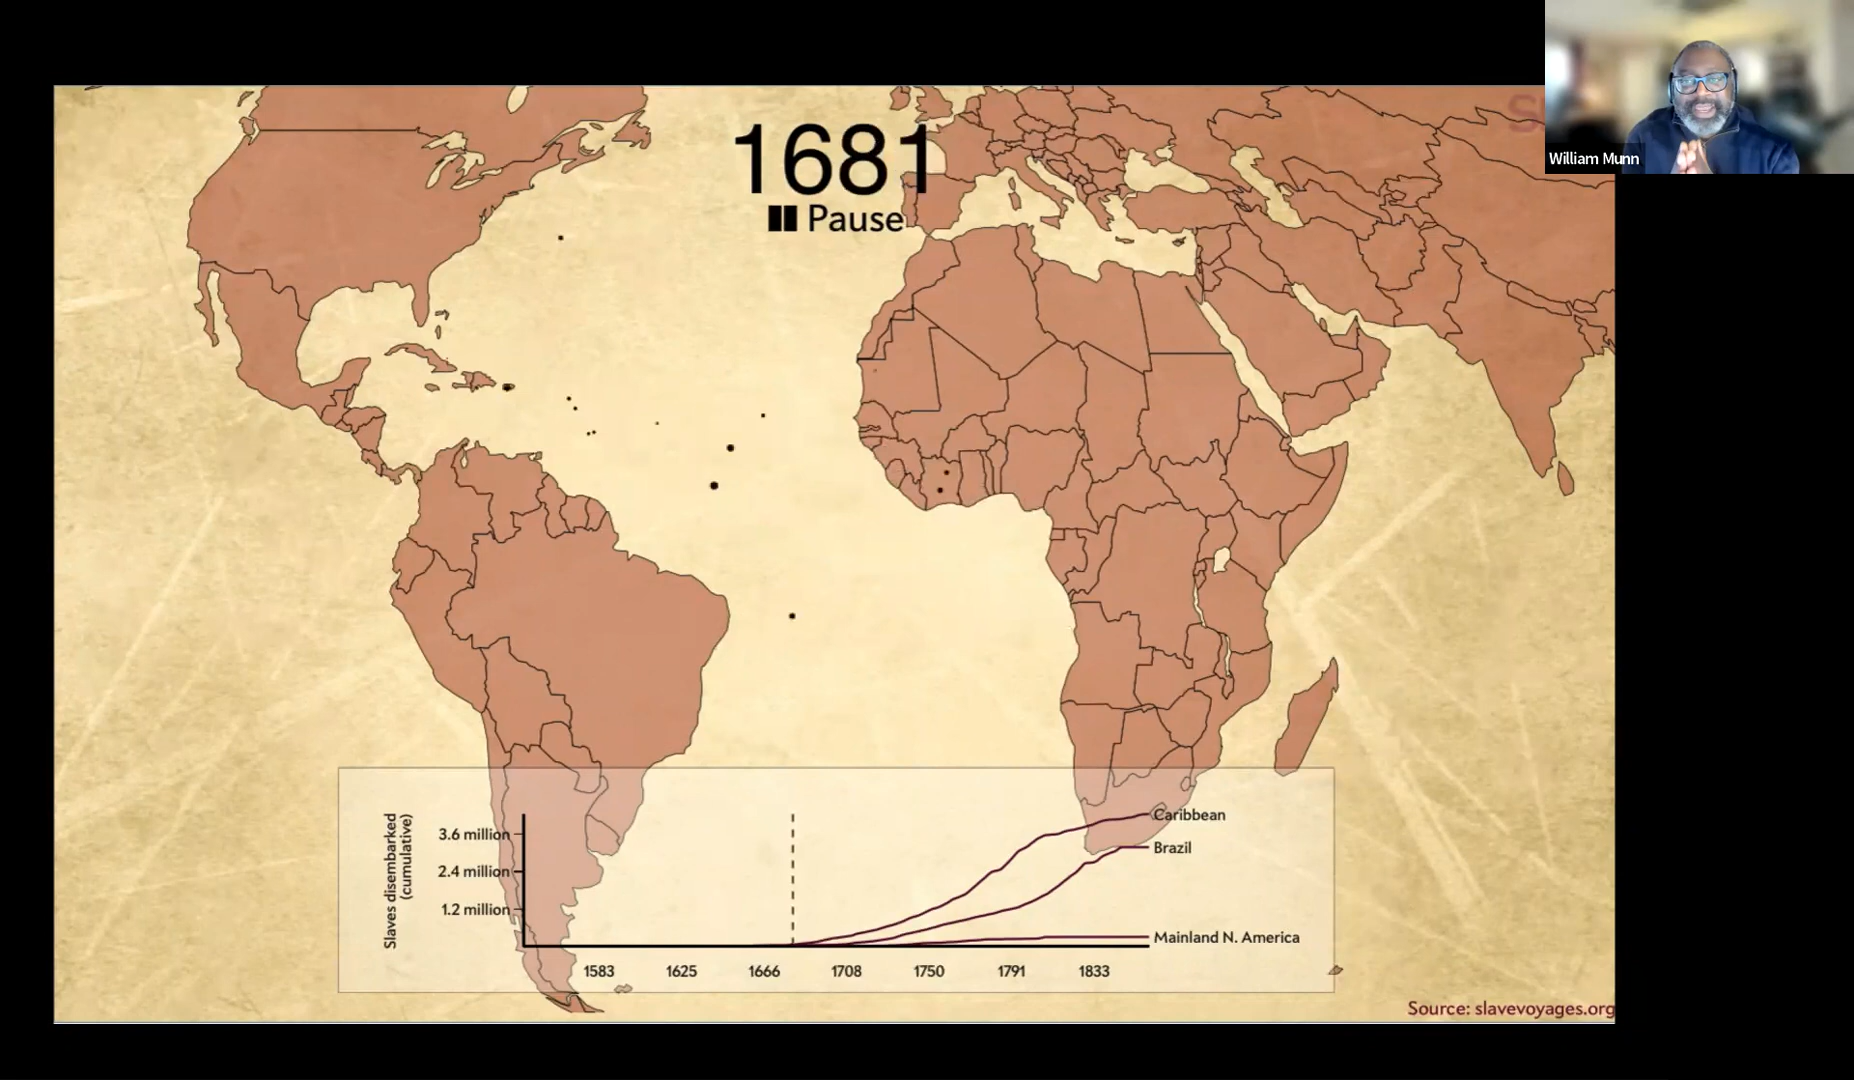 1681
Pause
S
William Munn
Slaves disembarked
(cumulative)
3.6 million
2.4 million
1.2 million
Caribbean
Brazil
Mainland N. America
1583 1625 1666 1708 1750 1791 1833
Source: slavevoyages.org